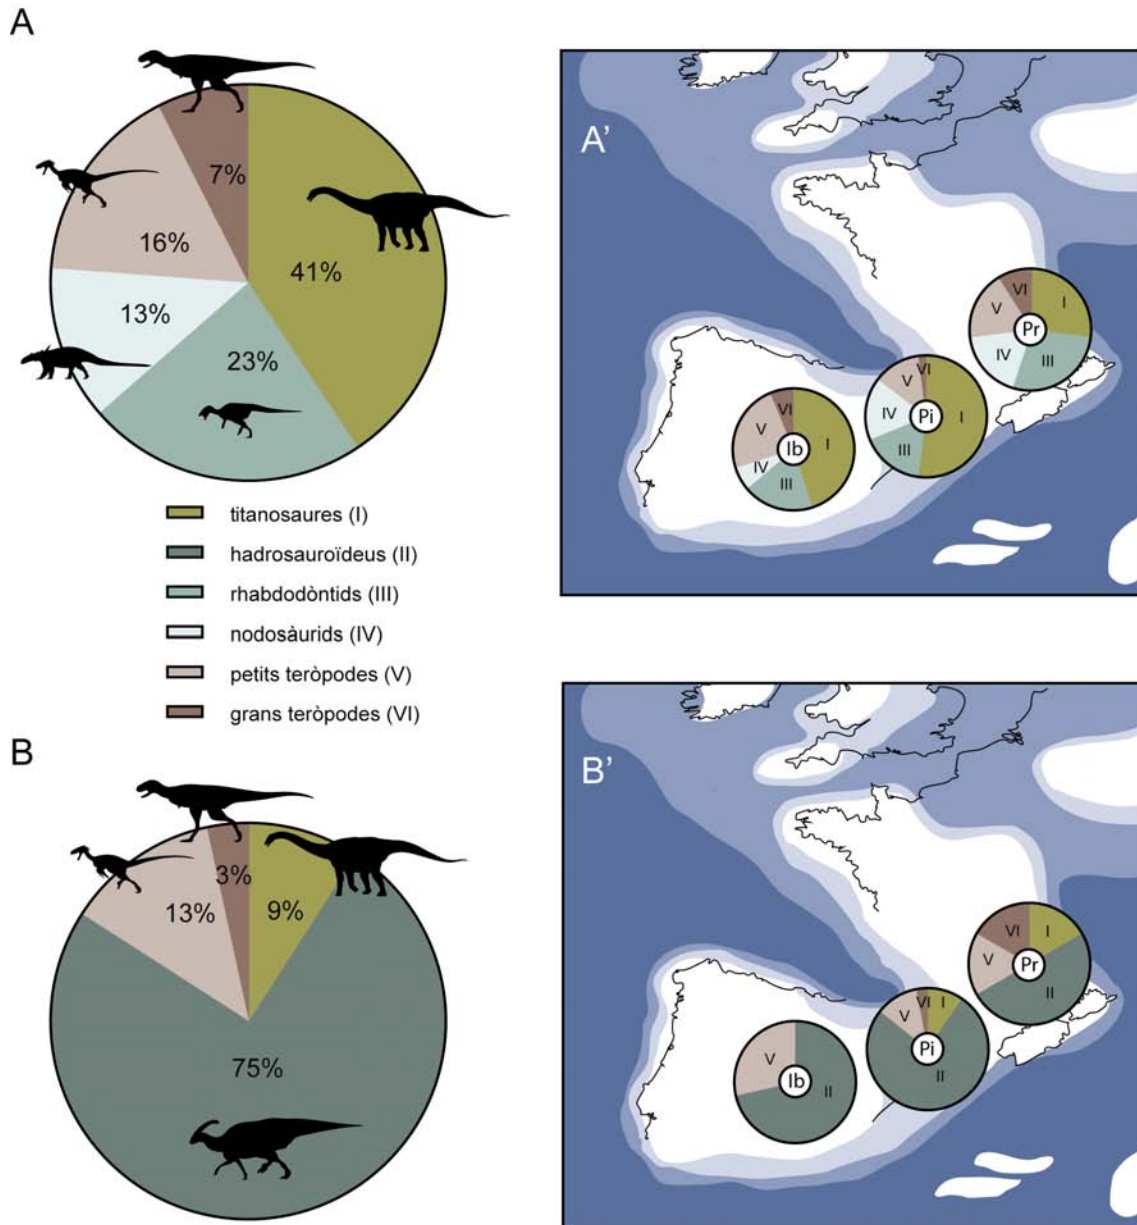 A
7%
16%
41%
13%
23%
titanosaures (I)
hadrosauroïdeus (II)
rhabdodòntids (III)
nodosàurids (IV)
petits teròpodes (V)
grans teròpodes (VI)
A'
VI
I
V
Pr
IV
III
V
VI
IV
Pi
I
III
VI
V
Ib
I
IV
III
B
3%
13%
9%
75%
B'
VI
I
V
Pr
II
V
VI
I
Pi
II
V
Ib
II